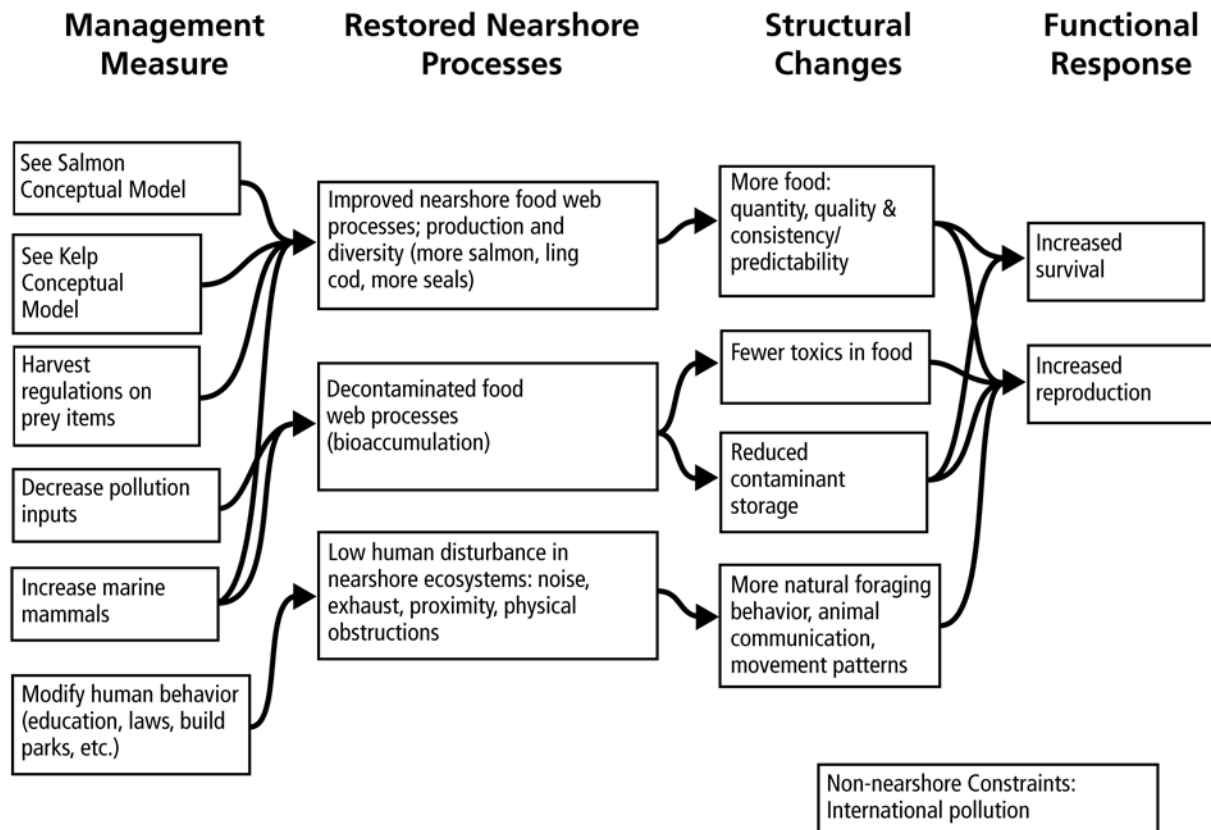 Management
Measure
Restored Nearshore
Processes
Structural
Changes
Functional
Response
See Salmon
Conceptual Model
See Kelp
Conceptual
Model
Harvest
regulations on
prey items
Decrease pollution
inputs
Increase marine
mammals
Modify human behavior
(education, laws, build
parks, etc.)
Improved nearshore food web
processes; production and
diversity (more salmon, ling
cod, more seals)
Decontaminated food
web processes
(bioaccumulation)
Low human disturbance in
nearshore ecosystems: noise,
exhaust, proximity, physical
obstructions
More food:
quantity, quality &
consistency/
predictability
Fewer toxics in food
Reduced
contaminant
storage
More natural foraging
behavior, animal
communication,
movement patterns
Increased
survival
Increased
reproduction
Non-nearshore Constraints:
International pollution